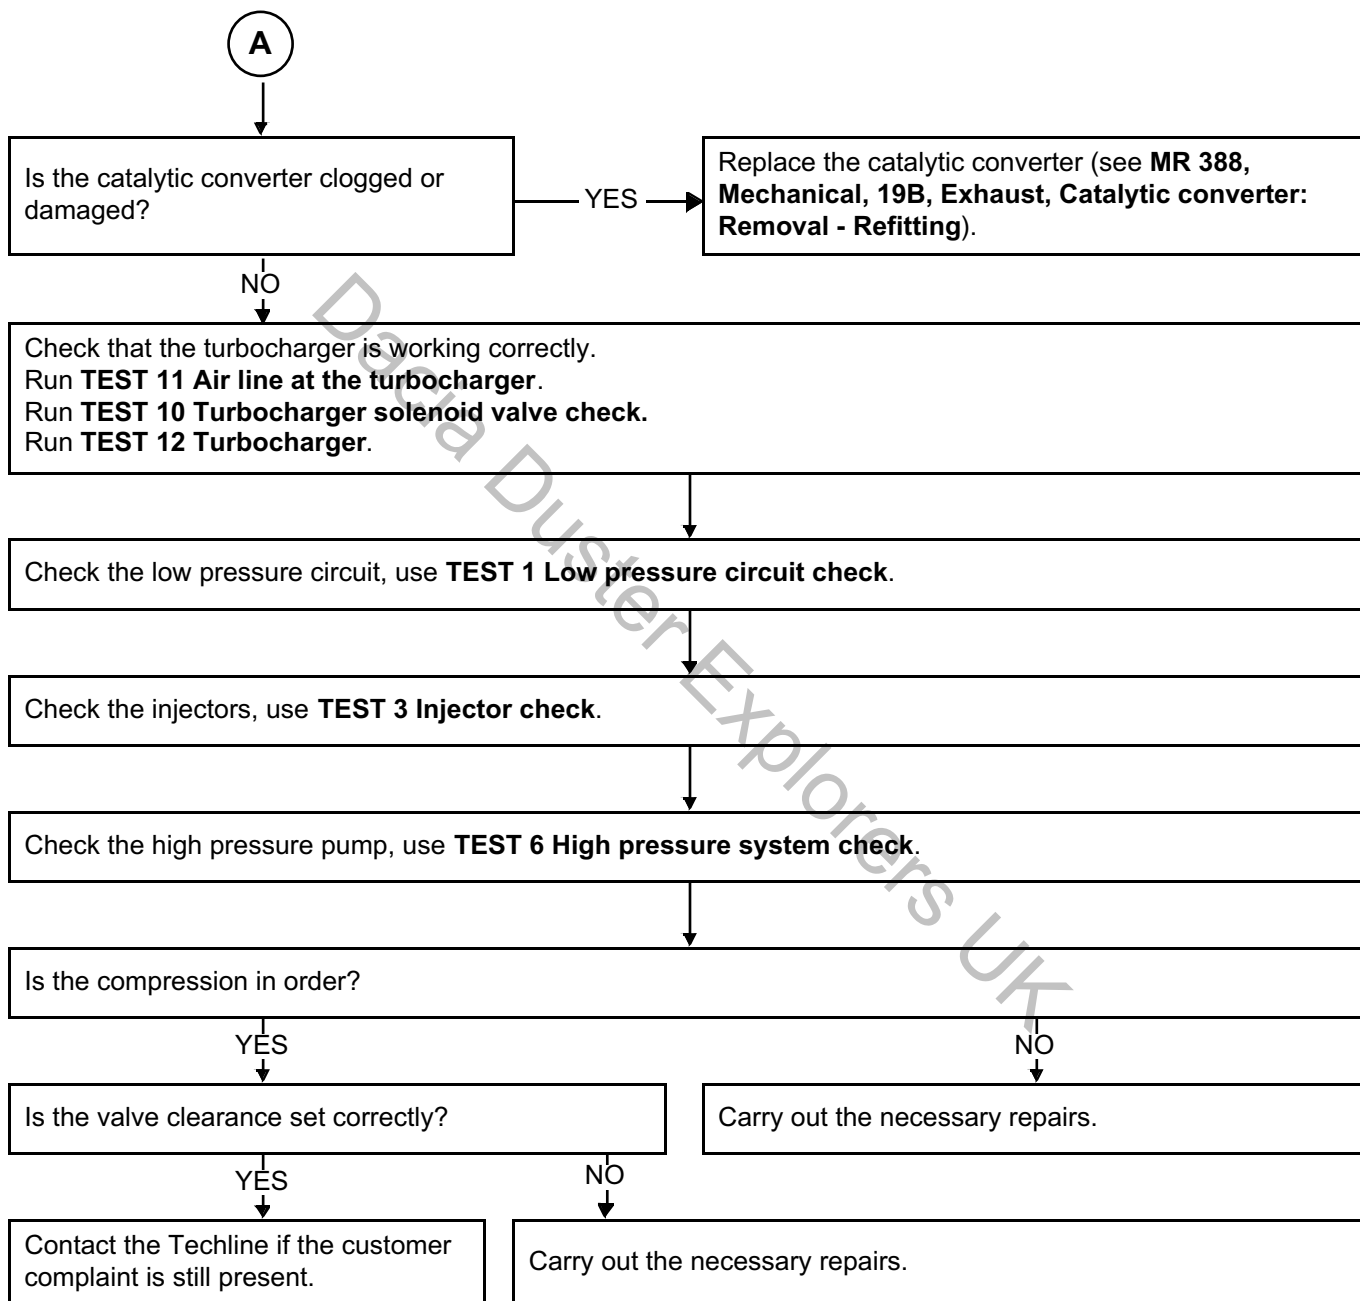 A
Is the catalytic converter clogged or
damaged?
YES
Replace the catalytic converter (see MR 388,
Mechanical, 19B, Exhaust, Catalytic converter:
Removal - Refitting).
NO
Check that the turbocharger is working correctly.
Run TEST 11 Air line at the turbocharger.
Run TEST 10 Turbocharger solenoid valve check.
Run TEST 12 Turbocharger.
Check the low pressure circuit, use TEST 1 Low pressure circuit check.
Check the injectors, use TEST 3 Injector check.
Check the high pressure pump, use TEST 6 High pressure system check.
Is the compression in order?
YES
NO
Is the valve clearance set correctly?
Carry out the necessary repairs.
YES
NO
Contact the Techline if the customer
complaint is still present.
Carry out the necessary repairs.
Dacia Duster Explorers UK